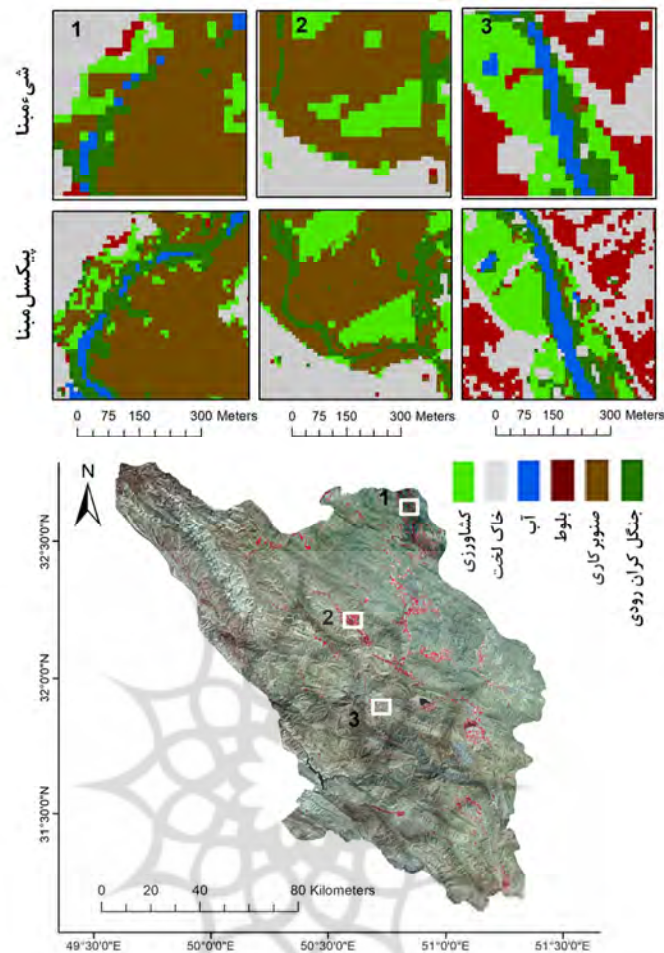 1
2
3
شیءمبنا
پیکسل‌مبنا
0 75 150 300 Meters
0 75 150 300 Meters
0 75 150 300 Meters
کشاورزی
خاک لخت
آب
بلوط
صنوبرکاری
جنگل کران رودی
N
1
2
3
32°30'0"N
32°0'0"N
31°30'0"N
0 20 40 80 Kilometers
49°30'0"E
50°0'0"E
50°30'0"E
51°0'0"E
51°30'0"E